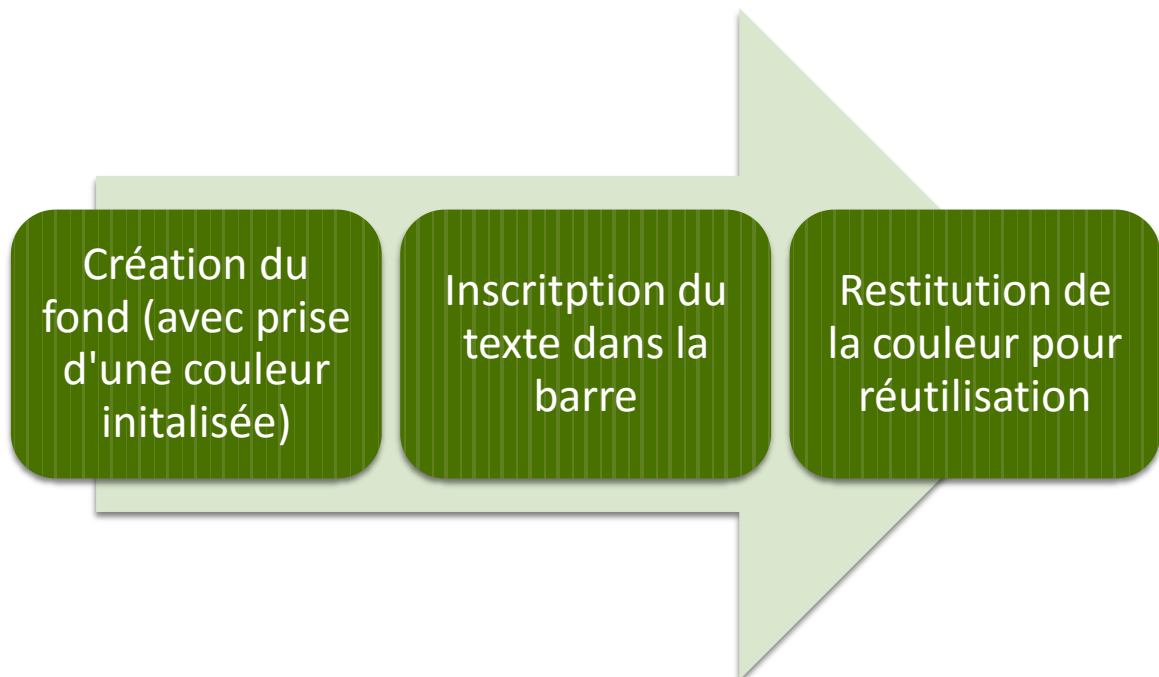 Création du
fond (avec prise
d'une couleur
initalisée)
Inscritption du
texte dans la
barre
Restitution de
la couleur pour
réutilisation